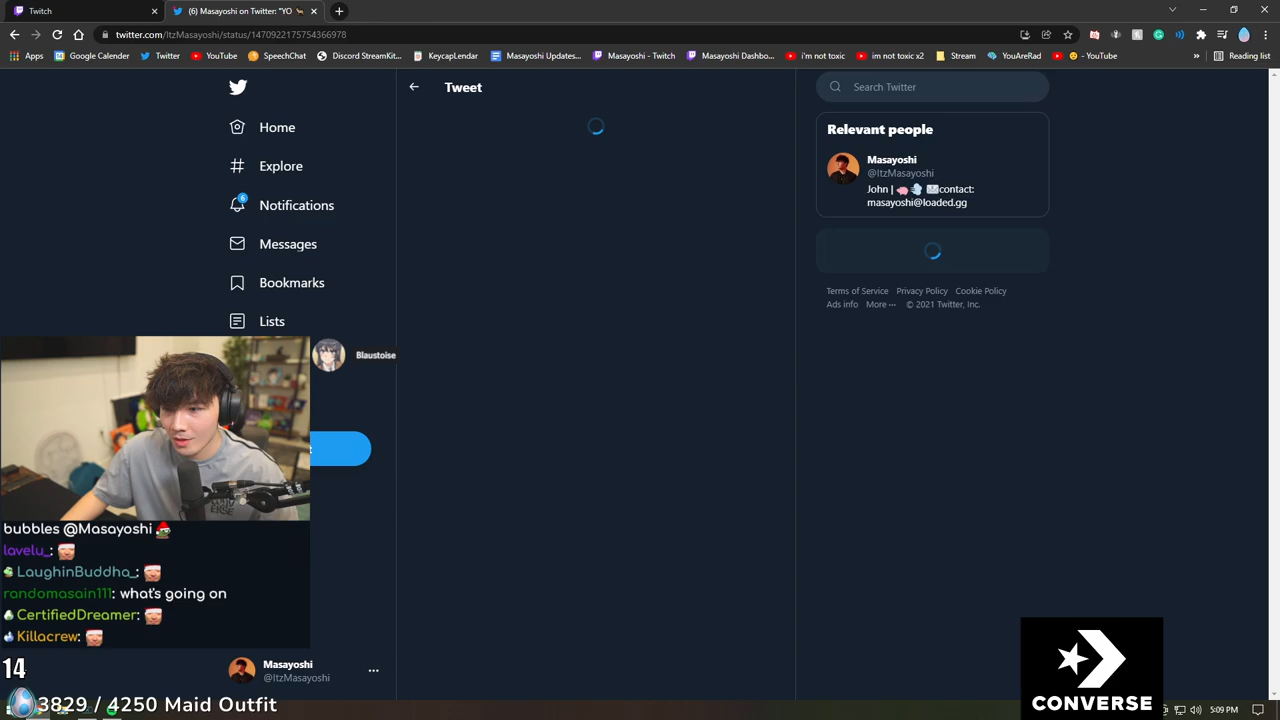 Twitch
(6) Masayoshi on Twitter: "YO
twitter.com/ItzMasayoshi/status/1470922175754366978
Apps
Google Calender
Twitter
YouTube
SpeechChat
Discord StreamKit...
KeycapLendar
Masayoshi Updates...
Masayoshi - Twitch
Masayoshi Dashbo...
i'm not toxic
im not toxic x2
Stream
YouAreRad
- YouTube
»
Reading list
Home
Explore
6
Notifications
Messages
Bookmarks
Lists
Tweet
Search Twitter
Relevant people
Masayoshi
@ItzMasayoshi
John | 🐷💨 📧contact:
masayoshi@loaded.gg
Terms of Service Privacy Policy Cookie Policy
Ads info More ··· © 2021 Twitter, Inc.
Blaustoise
bubbles @Masayoshi
lavelu_:
LaughinBuddha_:
randomasain111: what's going on
CertifiedDreamer:
Killacrew:
14
Masayoshi
@ItzMasayoshi
3829 / 4250 Maid Outfit
CONVERSE
5:09 PM